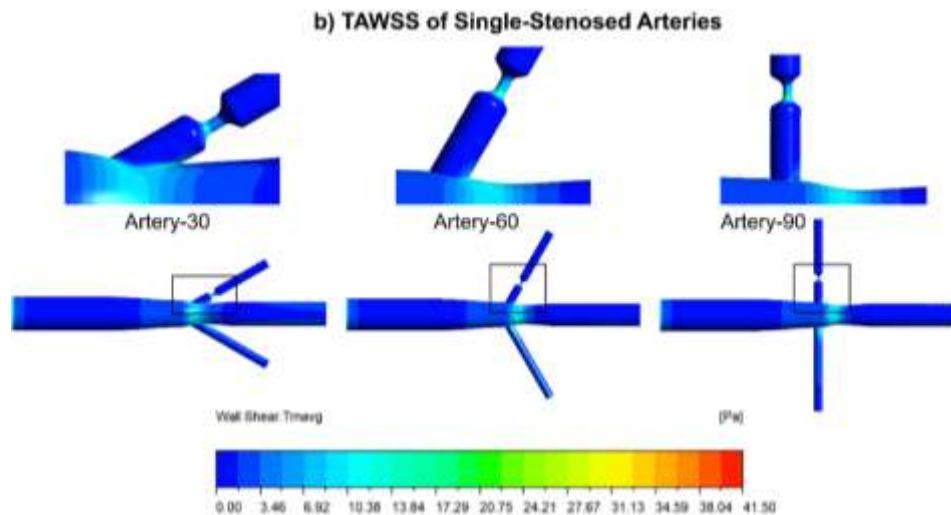 b) TAWSS of Single-Stenosed Arteries
Artery-30 Artery-60 Artery-90
Wall Shear Trnavg [Pa]
0.00 3.46 6.92 10.38 13.84 17.29 20.75 24.21 27.67 31.13 34.59 38.04 41.50